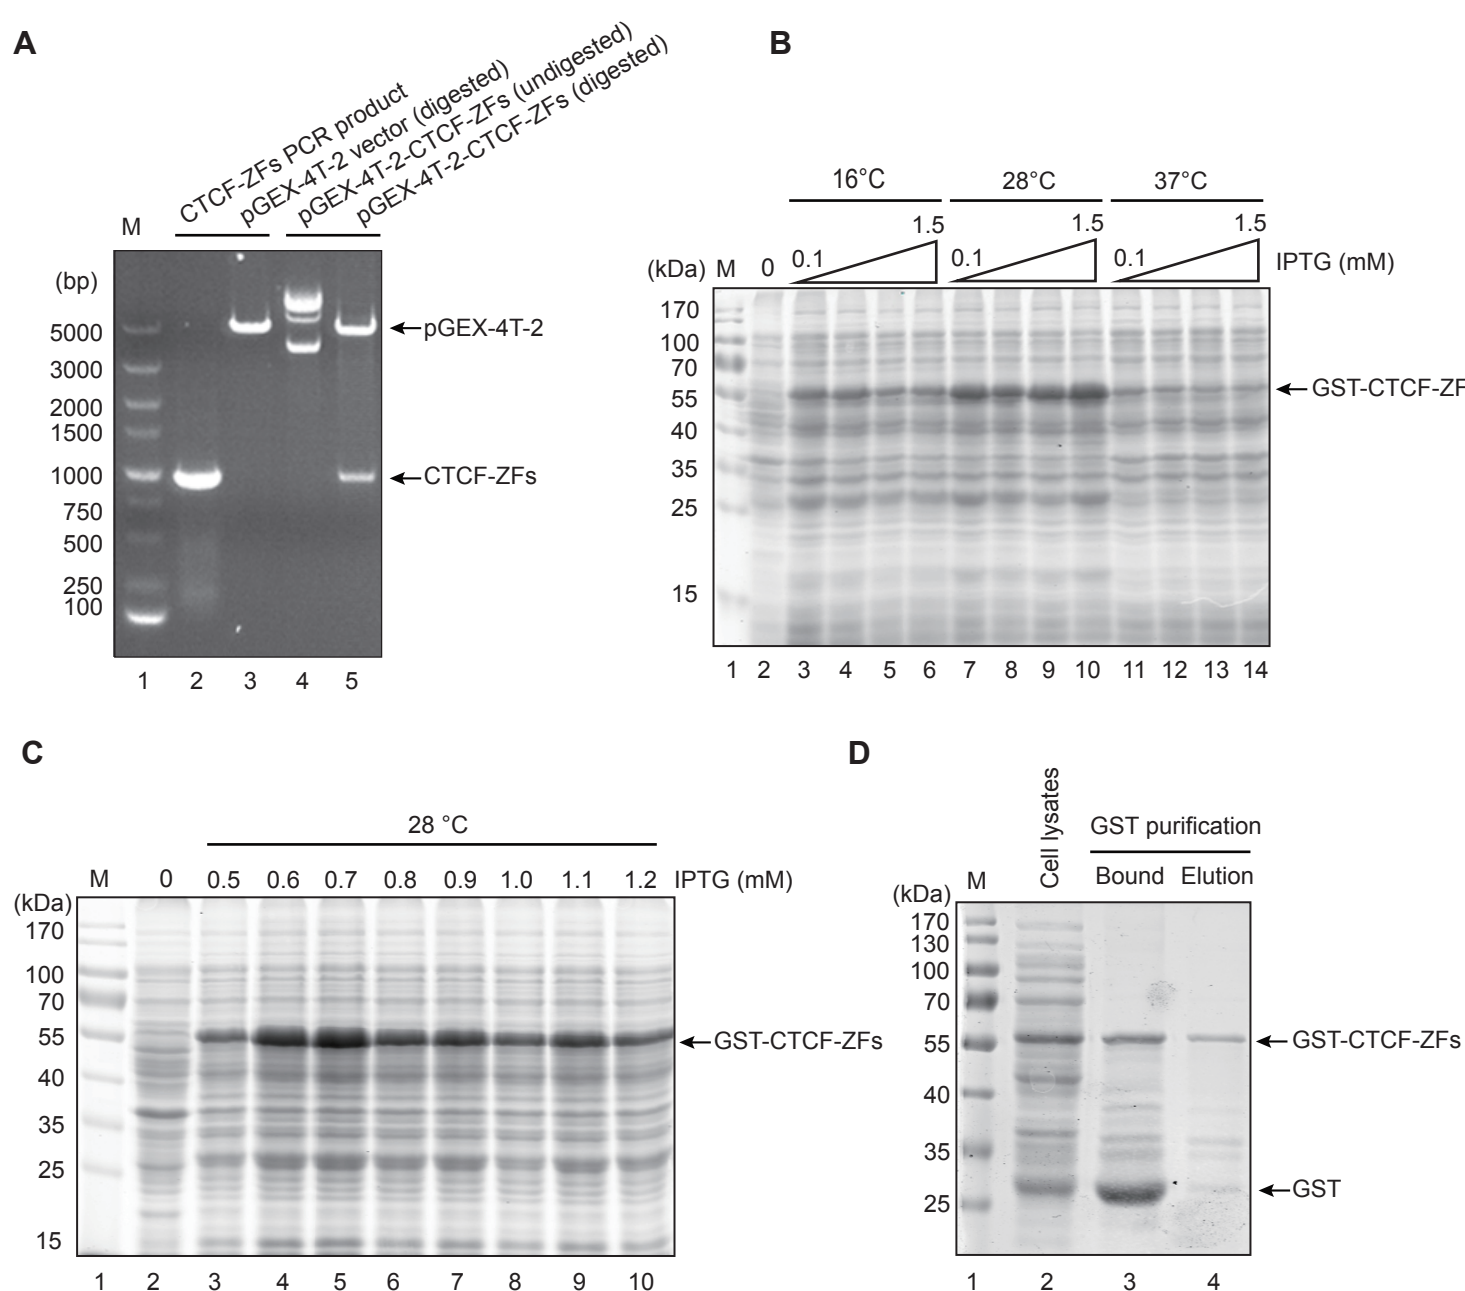 A
CTCF-ZFs PCR product
pGEX-4T-2 vector (digested)
pGEX-4T-2-CTCF-ZFs (undigested)
pGEX-4T-2-CTCF-ZFs (digested)
M
(bp)
5000
3000
2000
1500
1000
750
500
250
100
pGEX-4T-2
CTCF-ZFs
1 2 3 4 5
B
16°C 28°C 37°C
1.5 1.5 1.5
(kDa) M 0 0.1 0.1 0.1 IPTG (mM)
170
100
70
55
40
35
25
15
GST-CTCF-ZF
1 2 3 4 5 6 7 8 9 10 11 12 13 14
C
28 °C
M 0 0.5 0.6 0.7 0.8 0.9 1.0 1.1 1.2 IPTG (mM)
(kDa)
170
100
70
55
40
35
25
15
GST-CTCF-ZFs
1 2 3 4 5 6 7 8 9 10
D
Cell lysates
GST purification
M Bound Elution
(kDa)
170
130
100
70
55
40
35
25
GST-CTCF-ZFs
GST
1 2 3 4